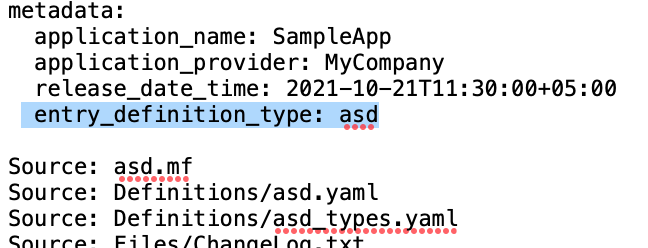 metadata:
application_name: SampleApp
application_provider: MyCompany
release_date_time: 2021-10-21T11:30:00+05:00
entry_definition_type: asd
Source: asd.mf
Source: Definitions/asd.yaml
Source: Definitions/asd_types.yaml
Source: Files/ChangeLog.txt